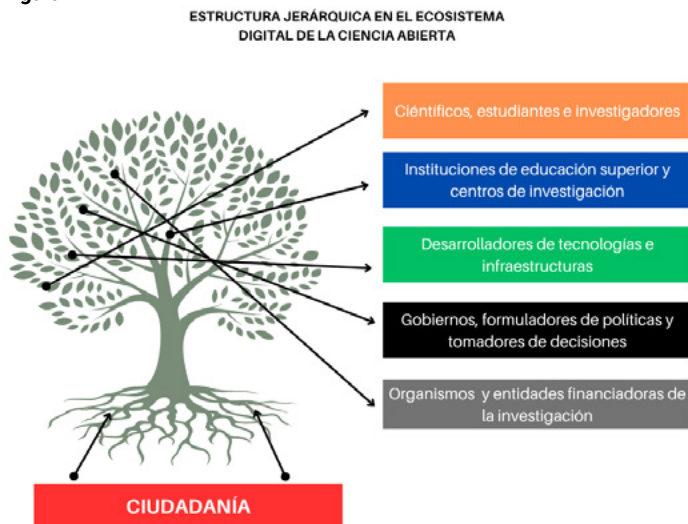 ESTRUCTURA JERÁRQUICA EN EL ECOSISTEMA
DIGITAL DE LA CIENCIA ABIERTA
Ciéntíficos, estudiantes e investigadores
Instituciones de educación superior y
centros de investigación
Desarrolladores de tecnologías e
infraestructuras
Gobiernos, formuladores de políticas y
tomadores de decisiones
Organismos y entidades financiadoras de
la investigación
CIUDADANÍA